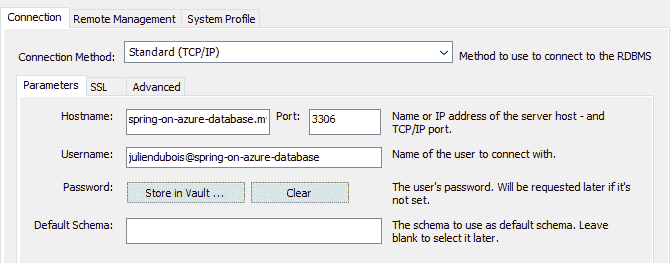 Connection Remote Management System Profile
Connection Method: Standard (TCP/IP) Method to use to connect to the RDBMS
Parameters SSL Advanced
Hostname: spring-on-azure-database.m Port: 3306 Name or IP address of the server host - and
TCP/IP port.
Username: juliendubois@spring-on-azure-database Name of the user to connect with.
Password: Store in Vault ... Clear The user's password. Will be requested later if it's
not set.
Default Schema: The schema to use as default schema. Leave
blank to select it later.